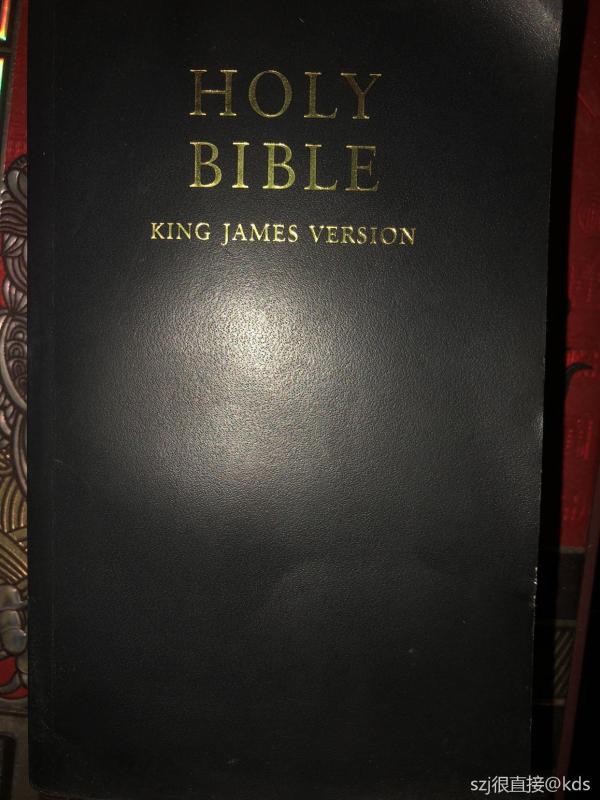 HOLY
BIBLE
KING JAMES VERSION
szj很直接@kds